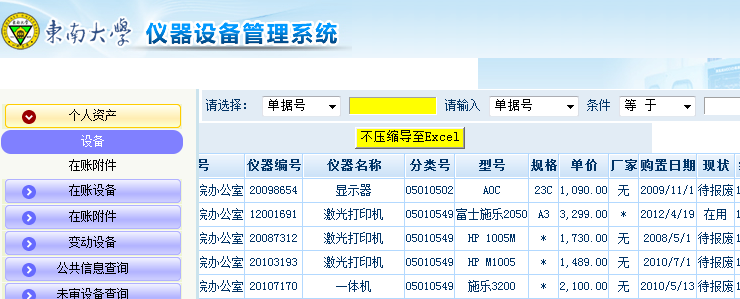 東南大學 仪器设备管理系统
请选择： 单据号 请输入 单据号 条件 等 于
不压缩导至Excel
个人资产
设备
在账附件
在账设备
在账附件
变动设备
公共信息查询
未审设备查询
号 仪器编号 仪器名称 分类号 型号 规格 单价 厂家 购置日期 现状
院办公室 20098654 显示器 05010502 AOC 23C 1,090.00 无 2009/11/1 待报废
院办公室 12001691 激光打印机 05010549 富士施乐2050 A3 3,299.00 * 2012/4/19 在用
院办公室 20087312 激光打印机 05010549 HP 1005M * 1,730.00 无 2008/5/1 待报废
院办公室 20103193 激光打印机 05010549 HP M1005 * 1,489.00 无 2010/7/1 待报废
院办公室 20107170 一体机 05010549 施乐3200 * 2,100.00 无 2010/5/13 待报废